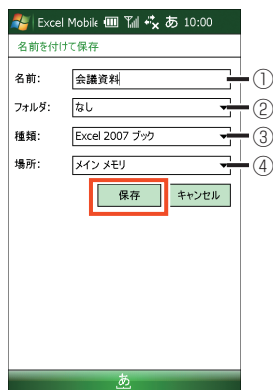 Excel Mobile あ 10:00
名前を付けて保存
名前: 会議資料 ①
フォルダ: なし ②
種類: Excel 2007 ブック ③
場所: メイン メモリ ④
保存 キャンセル
あ